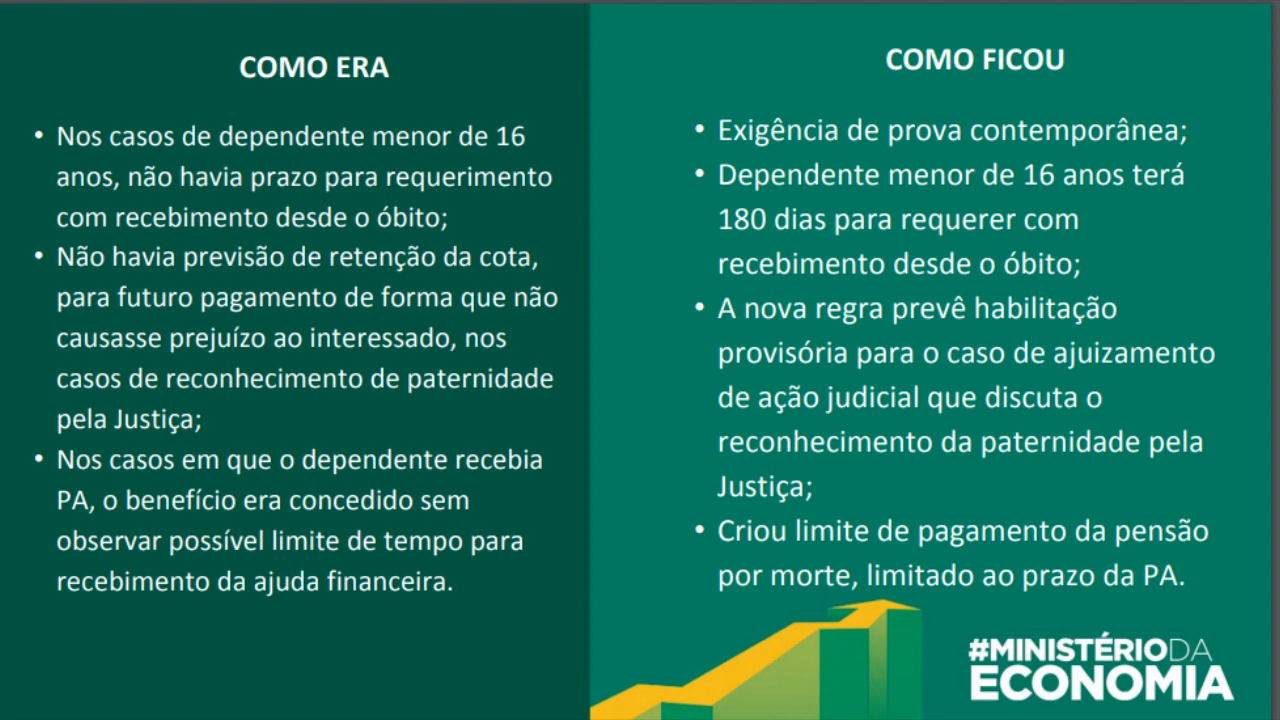 COMO ERA
• Nos casos de dependente menor de 16
anos, não havia prazo para requerimento
com recebimento desde o óbito;
• Não havia previsão de retenção da cota,
para futuro pagamento de forma que não
causasse prejuízo ao interessado, nos
casos de reconhecimento de paternidade
pela Justiça;
• Nos casos em que o dependente recebia
PA, o benefício era concedido sem
observar possível limite de tempo para
recebimento da ajuda financeira.
COMO FICOU
• Exigência de prova contemporânea;
• Dependente menor de 16 anos terá
180 dias para requerer com
recebimento desde o óbito;
• A nova regra prevê habilitação
provisória para o caso de ajuizamento
de ação judicial que discuta o
reconhecimento da paternidade pela
Justiça;
• Criou limite de pagamento da pensão
por morte, limitado ao prazo da PA.
#MINISTÉRIODA
ECONOMIA